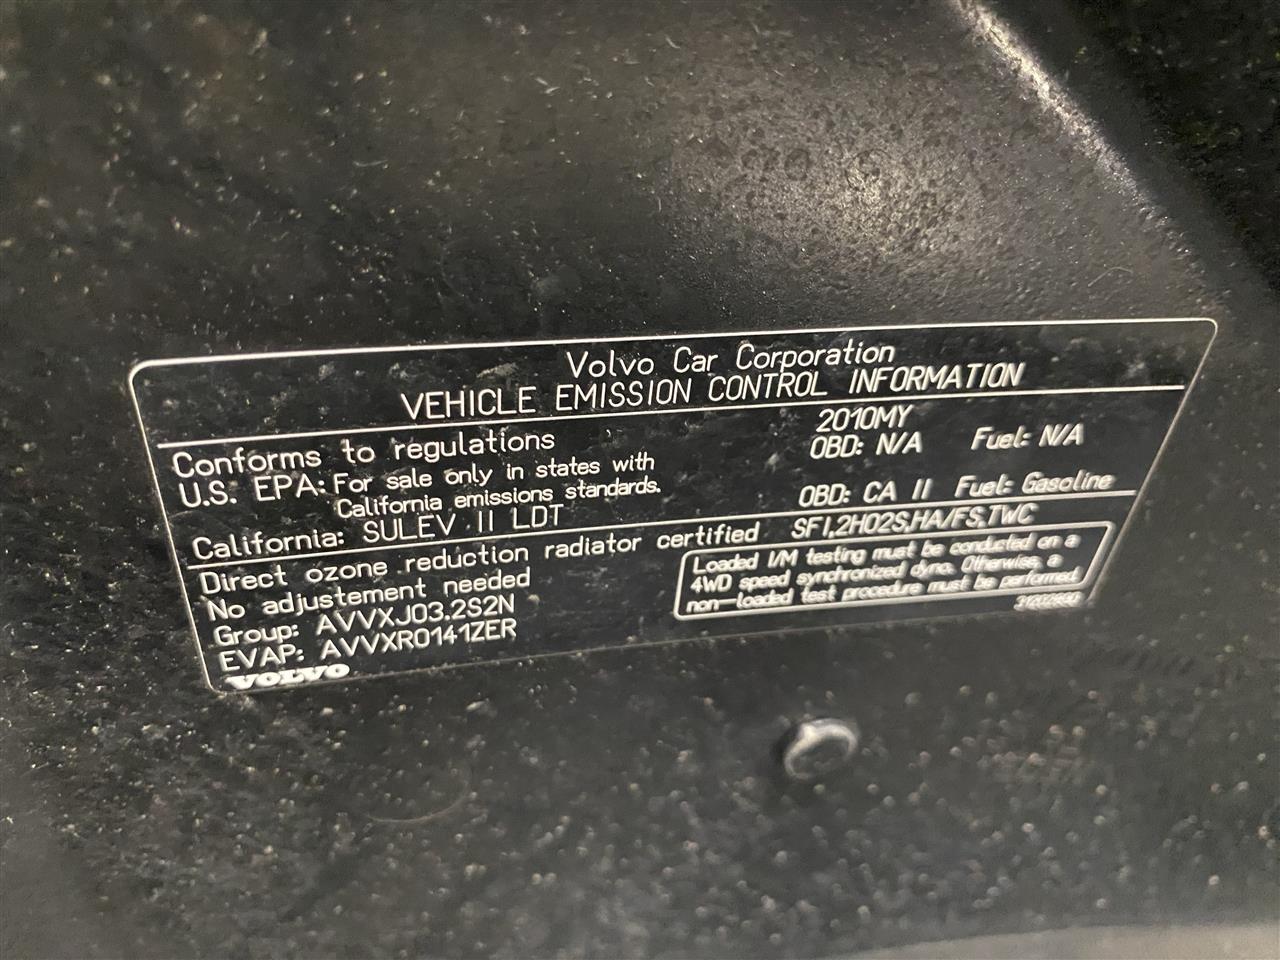 Volvo Car Corporation
VEHICLE EMISSION CONTROL INFORMATION
Conforms to regulations 2010MY
U.S. EPA: For sale only in states with OBD: N/A Fuel: N/A
California emissions standards.
California: SULEV II LDT OBD: CA II Fuel: Gasoline
Direct ozone reduction radiator certified SFI,2HO2S,HA/FS,TWC
No adjustement needed
Group: AVVXJ03.2S2N
EVAP: AVVXR0141ZER
Loaded I/M testing must be conducted on a
4WD speed synchronized dyno. Otherwise, a
non-loaded test procedure must be performed
VOLVO